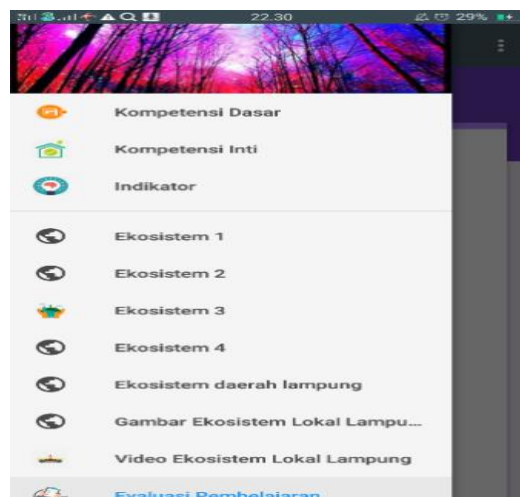 22.30 29%
Kompetensi Dasar
Kompetensi Inti
Indikator
Ekosistem 1
Ekosistem 2
Ekosistem 3
Ekosistem 4
Ekosistem daerah lampung
Gambar Ekosistem Lokal Lampu...
Video Ekosistem Lokal Lampung
Evaluasi Pembelajaran